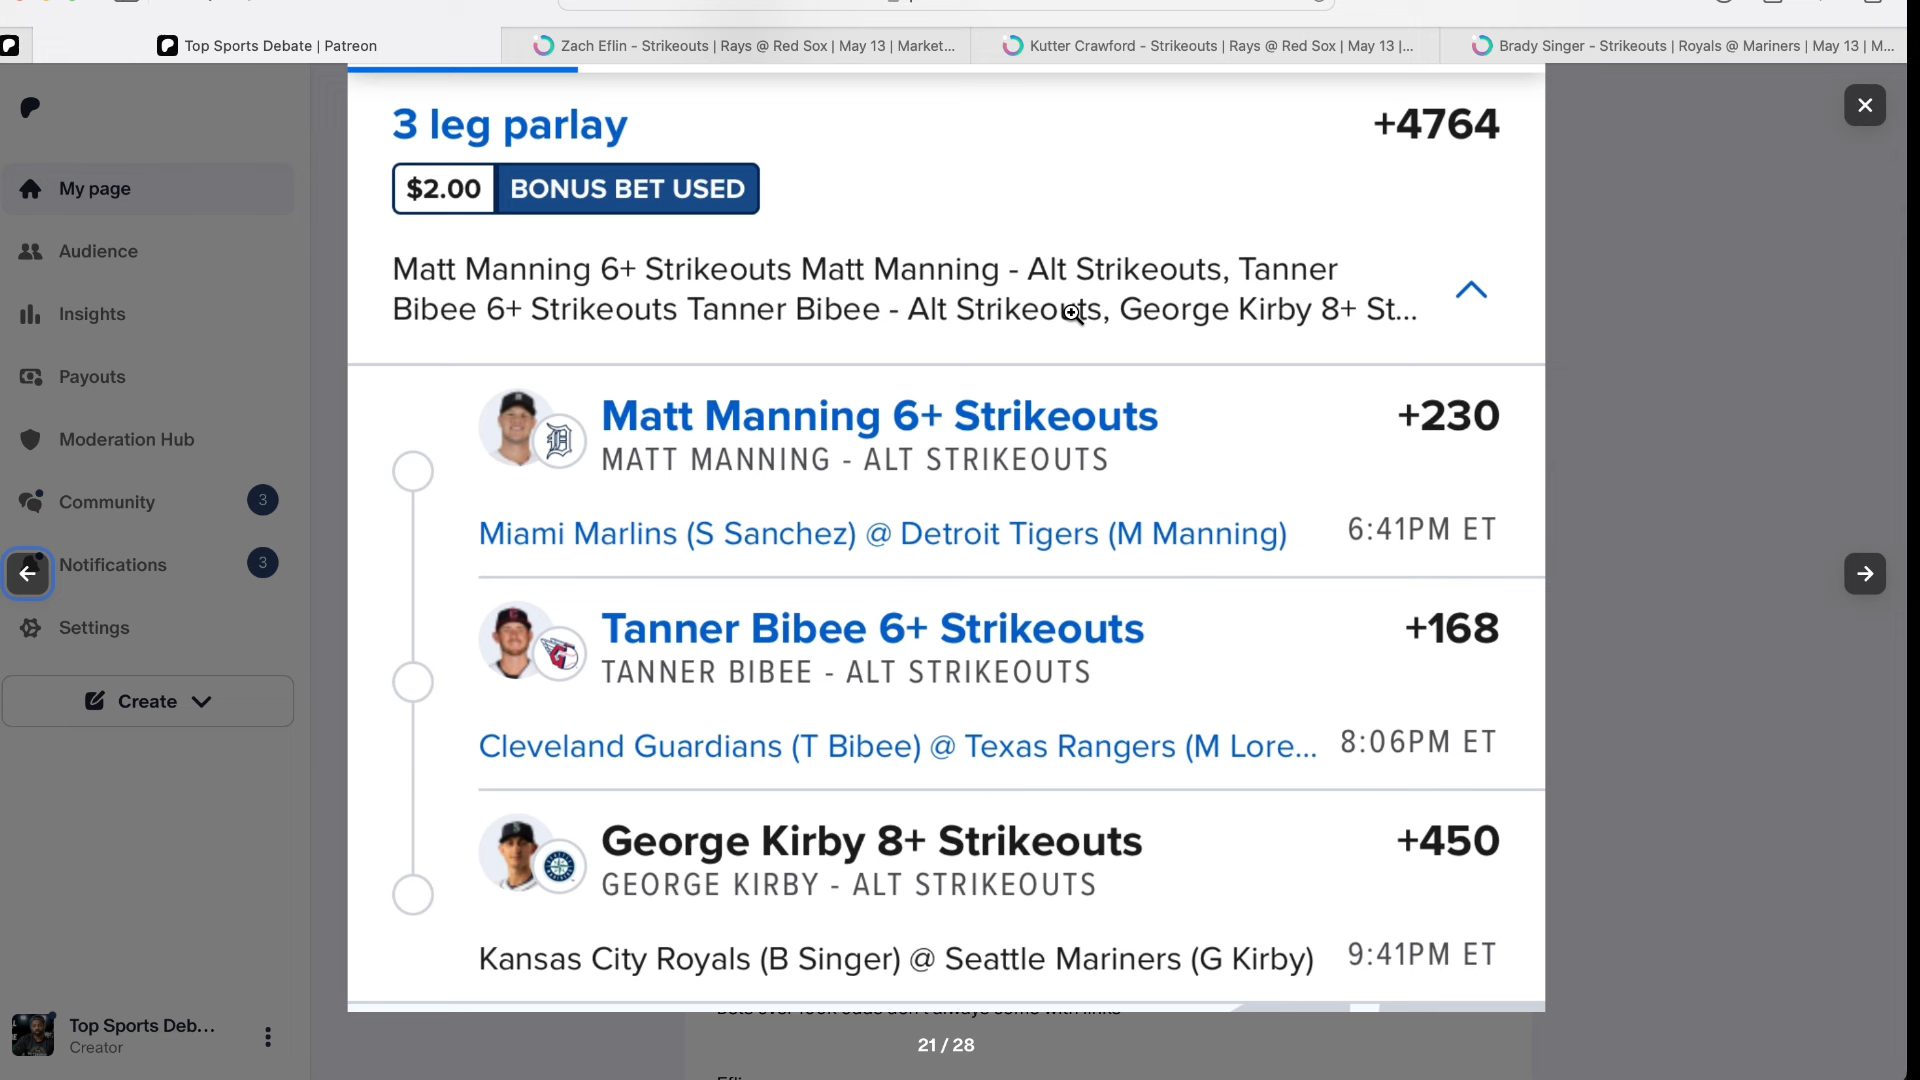 Top Sports Debate | Patreon
Zach Eflin - Strikeouts | Rays @ Red Sox | May 13 | Market...
Kutter Crawford - Strikeouts | Rays @ Red Sox | May 13 |...
Brady Singer - Strikeouts | Royals @ Mariners | May 13 | M...
My page
Audience
Insights
Payouts
Moderation Hub
Community 3
Notifications 3
Settings
Create
Top Sports Deb...
Creator
3 leg parlay +4764
$2.00 BONUS BET USED
Matt Manning 6+ Strikeouts Matt Manning - Alt Strikeouts, Tanner
Bibee 6+ Strikeouts Tanner Bibee - Alt Strikeouts, George Kirby 8+ St...
Matt Manning 6+ Strikeouts +230
MATT MANNING - ALT STRIKEOUTS
Miami Marlins (S Sanchez) @ Detroit Tigers (M Manning) 6:41PM ET
Tanner Bibee 6+ Strikeouts +168
TANNER BIBEE - ALT STRIKEOUTS
Cleveland Guardians (T Bibee) @ Texas Rangers (M Lore... 8:06PM ET
George Kirby 8+ Strikeouts +450
GEORGE KIRBY - ALT STRIKEOUTS
Kansas City Royals (B Singer) @ Seattle Mariners (G Kirby) 9:41PM ET
21 / 28